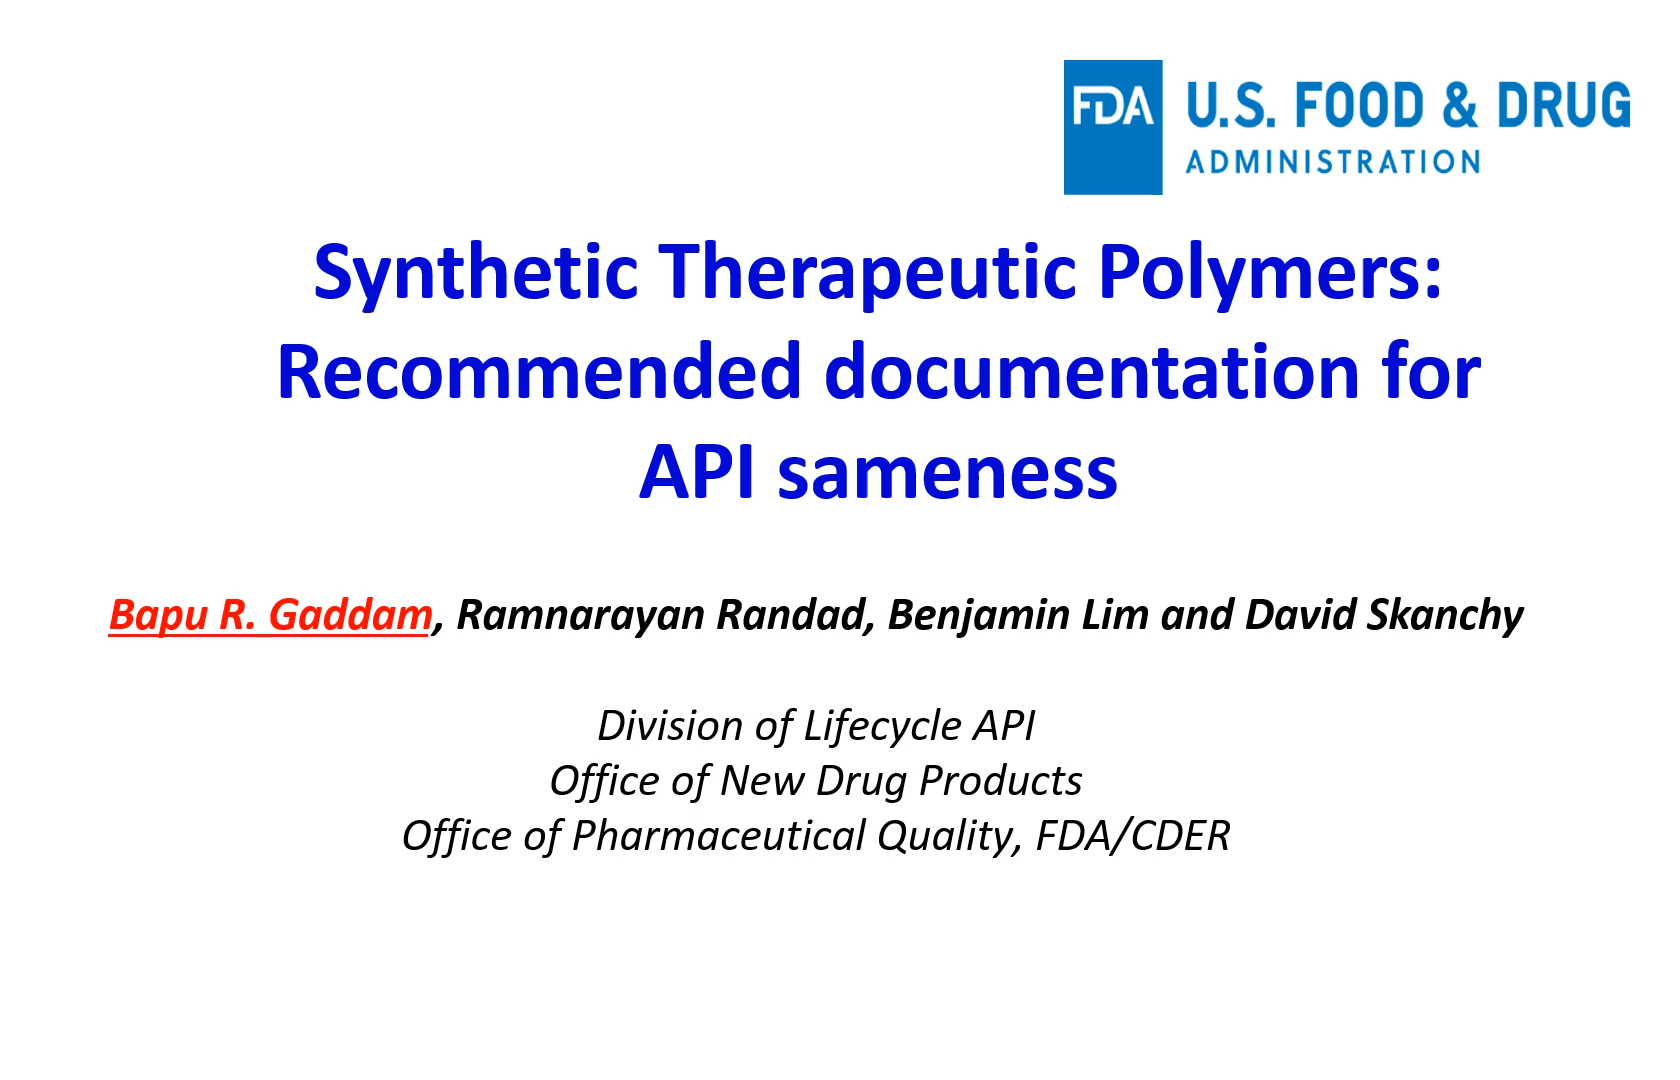 FDA
U.S. FOOD & DRUG
ADMINISTRATION
Synthetic Therapeutic Polymers:
Recommended documentation for
API sameness
Bapu R. Gaddam, Ramnarayan Randad, Benjamin Lim and David Skanchy
Division of Lifecycle API
Office of New Drug Products
Office of Pharmaceutical Quality, FDA/CDER